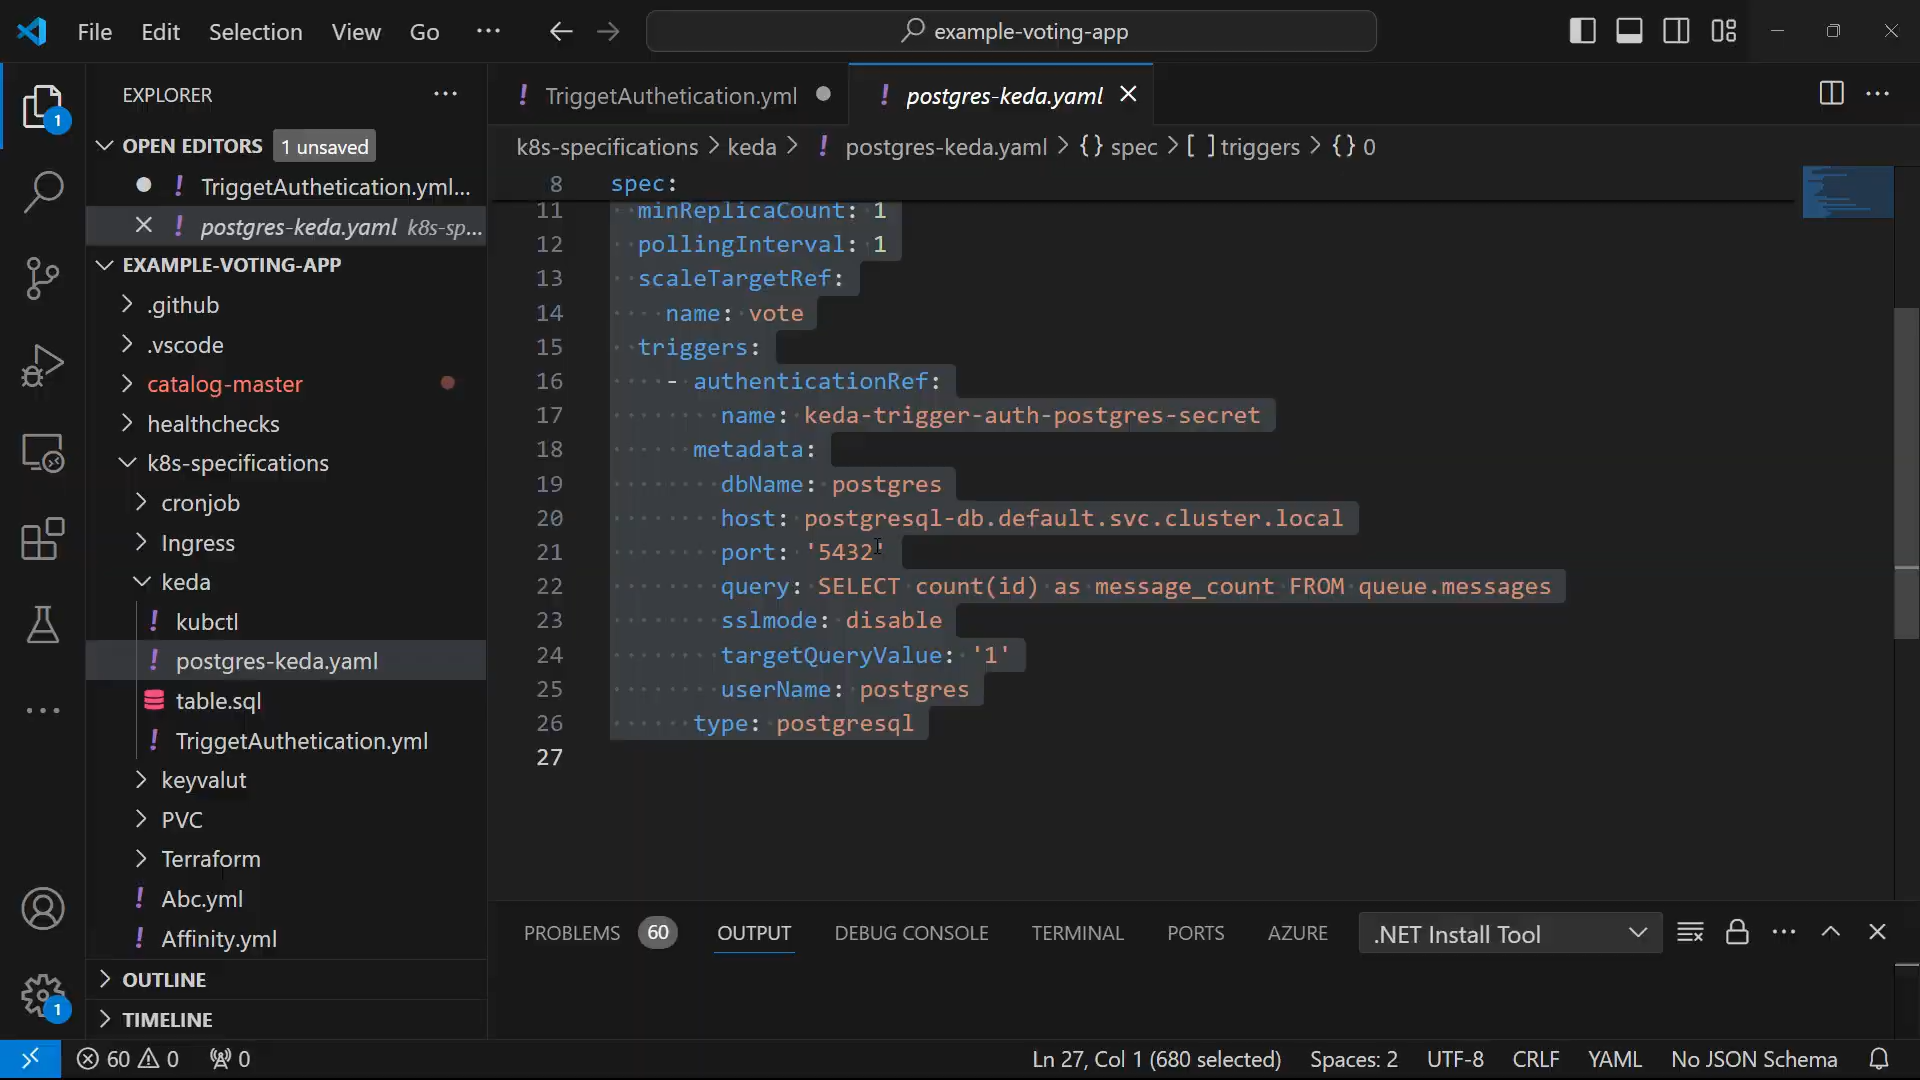 File Edit Selection View Go ··· example-voting-app
EXPLORER ···
OPEN EDITORS 1 unsaved
! TriggetAuthetication.yml...
! postgres-keda.yaml k8s-sp...
EXAMPLE-VOTING-APP
.github
.vscode
catalog-master
healthchecks
k8s-specifications
cronjob
Ingress
keda
! kubctl
! postgres-keda.yaml
table.sql
! TriggetAuthetication.yml
keyvalut
PVC
Terraform
! Abc.yml
! Affinity.yml
OUTLINE
TIMELINE
1
1
! TriggetAuthetication.yml ! postgres-keda.yaml
k8s-specifications > keda > ! postgres-keda.yaml > {} spec > [ ] triggers > {} 0
8 spec:
11 minReplicaCount: 1
12 pollingInterval: 1
13 scaleTargetRef:
14 name: vote
15 triggers:
16 - authenticationRef:
17 name: keda-trigger-auth-postgres-secret
18 metadata:
19 dbName: postgres
20 host: postgresql-db.default.svc.cluster.local
21 port: '5432'
22 query: SELECT count(id) as message_count FROM queue.messages
23 sslmode: disable
24 targetQueryValue: '1'
25 userName: postgres
26 type: postgresql
27
PROBLEMS 60 OUTPUT DEBUG CONSOLE TERMINAL PORTS AZURE .NET Install Tool
60 0 0 Ln 27, Col 1 (680 selected) Spaces: 2 UTF-8 CRLF YAML No JSON Schema